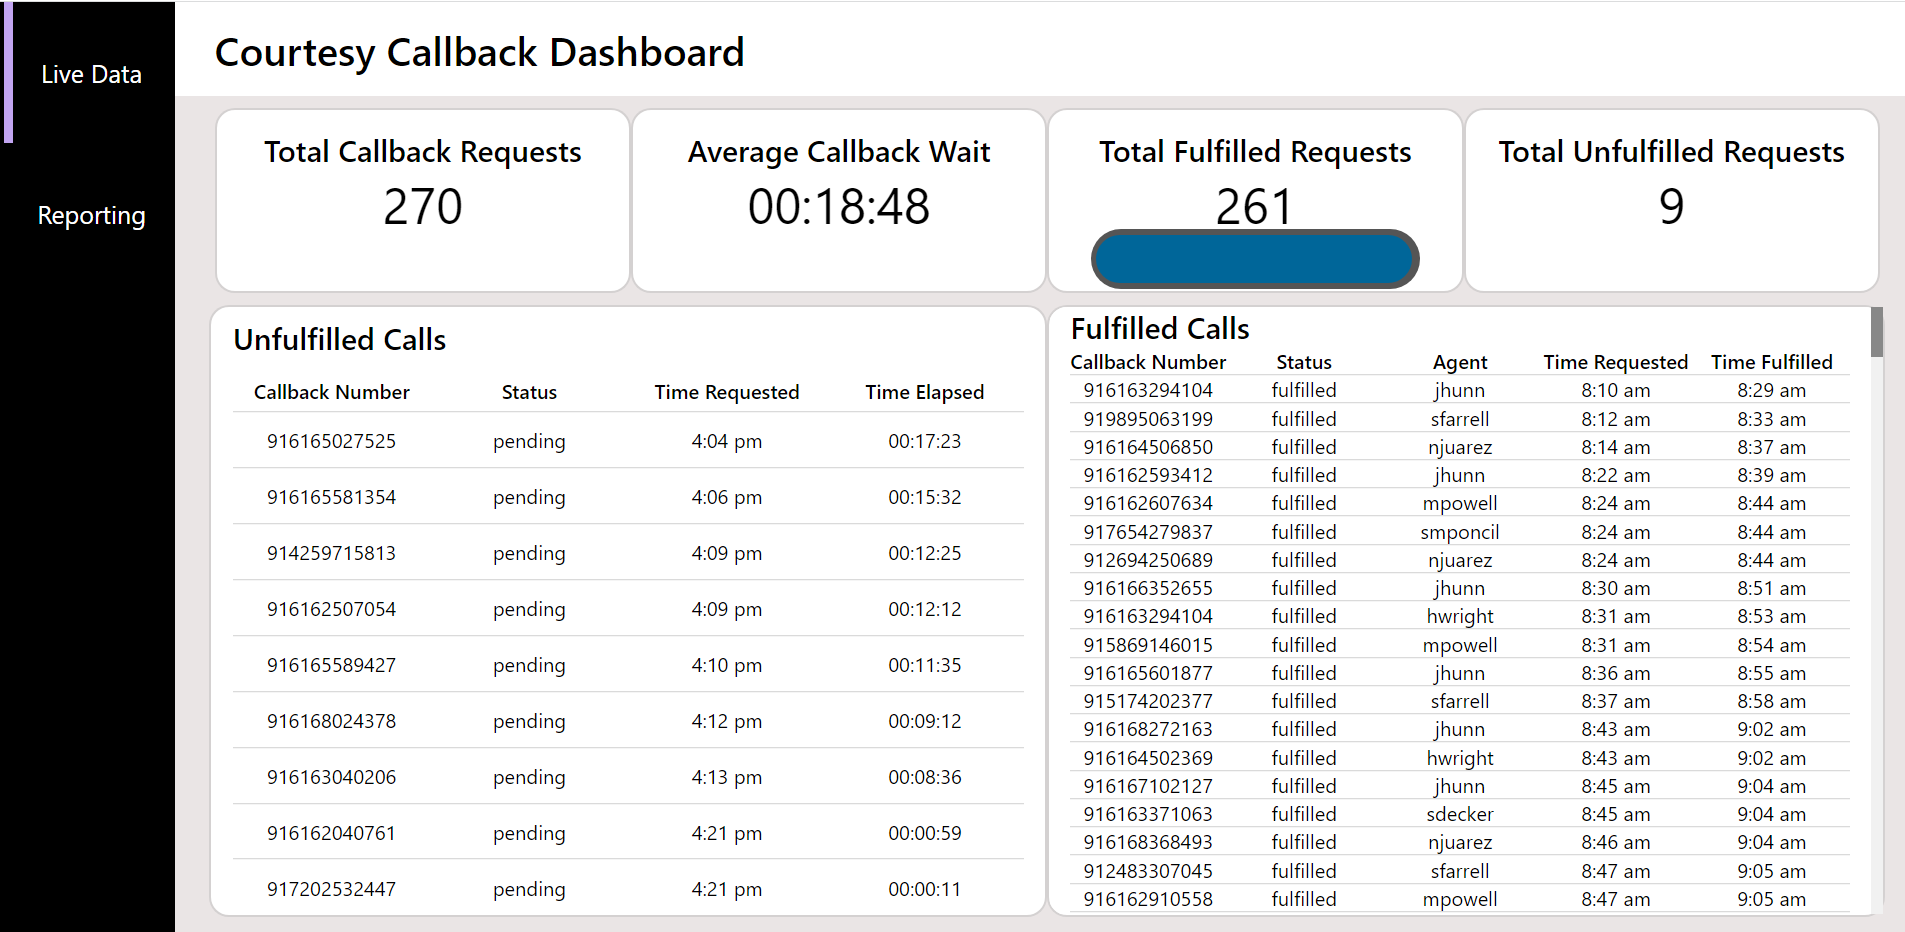 Live Data
Reporting
Courtesy Callback Dashboard
Total Callback Requests
270
Average Callback Wait
00:18:48
Total Fulfilled Requests
261
Total Unfulfilled Requests
9
Unfulfilled Calls
Callback Number Status Time Requested Time Elapsed
916165027525 pending 4:04 pm 00:17:23
916165581354 pending 4:06 pm 00:15:32
914259715813 pending 4:09 pm 00:12:25
916162507054 pending 4:09 pm 00:12:12
916165589427 pending 4:10 pm 00:11:35
916168024378 pending 4:12 pm 00:09:12
916163040206 pending 4:13 pm 00:08:36
916162040761 pending 4:21 pm 00:00:59
917202532447 pending 4:21 pm 00:00:11
Fulfilled Calls
Callback Number Status Agent Time Requested Time Fulfilled
916163294104 fulfilled jhunn 8:10 am 8:29 am
919895063199 fulfilled sfarrell 8:12 am 8:33 am
916164506850 fulfilled njuarez 8:14 am 8:37 am
916162593412 fulfilled jhunn 8:22 am 8:39 am
916162607634 fulfilled mpowell 8:24 am 8:44 am
917654279837 fulfilled smponcil 8:24 am 8:44 am
912694250689 fulfilled njuarez 8:24 am 8:44 am
916166352655 fulfilled jhunn 8:30 am 8:51 am
916163294104 fulfilled hwright 8:31 am 8:53 am
915869146015 fulfilled mpowell 8:31 am 8:54 am
916165601877 fulfilled jhunn 8:36 am 8:55 am
915174202377 fulfilled sfarrell 8:37 am 8:58 am
916168272163 fulfilled jhunn 8:43 am 9:02 am
916164502369 fulfilled hwright 8:43 am 9:02 am
916167102127 fulfilled jhunn 8:45 am 9:04 am
916163371063 fulfilled sdecker 8:45 am 9:04 am
916168368493 fulfilled njuarez 8:46 am 9:04 am
912483307045 fulfilled sfarrell 8:47 am 9:05 am
916162910558 fulfilled mpowell 8:47 am 9:05 am